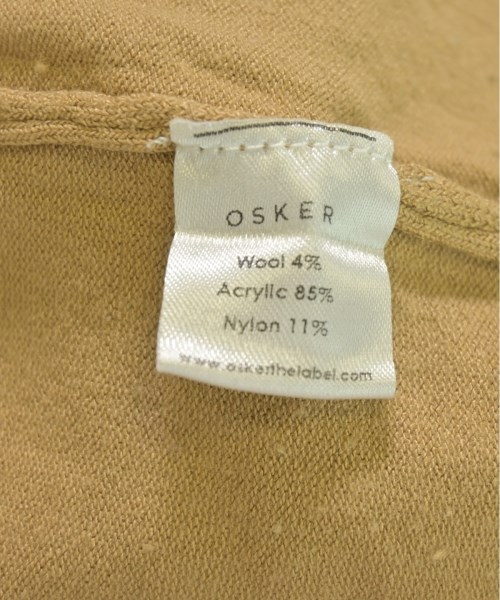 OSKER
Wool 4%
Acrylic 85%
Nylon 11%
www.oskerthelabel.com